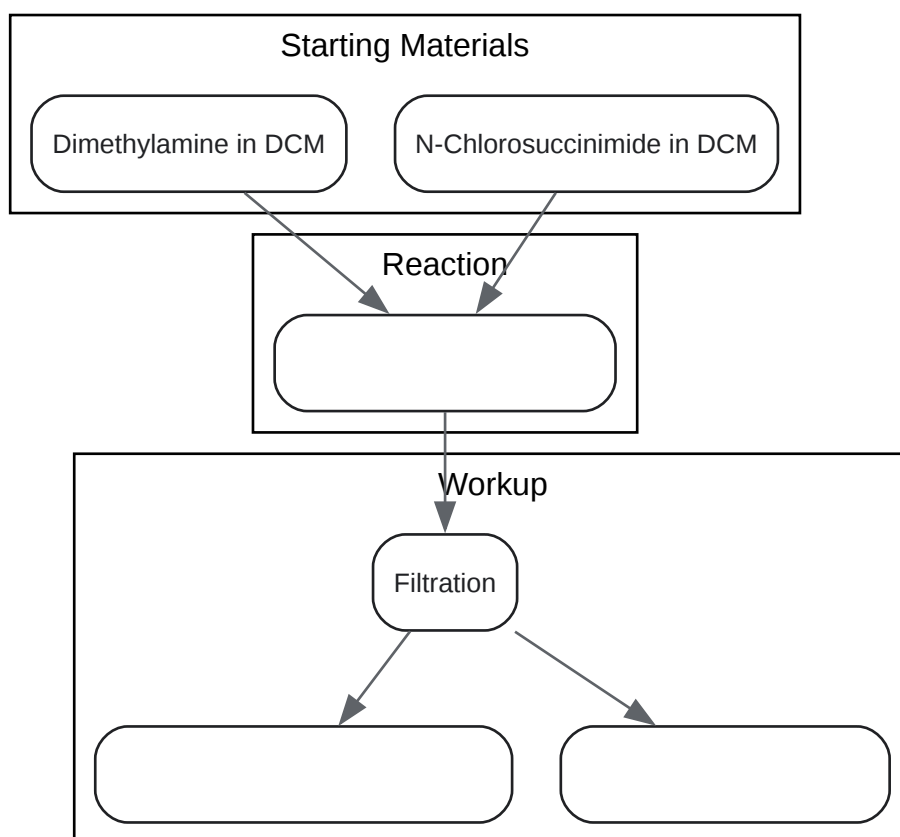 Starting Materials
Dimethylamine in DCM
N-Chlorosuccinimide in DCM
Reaction
Workup
Filtration